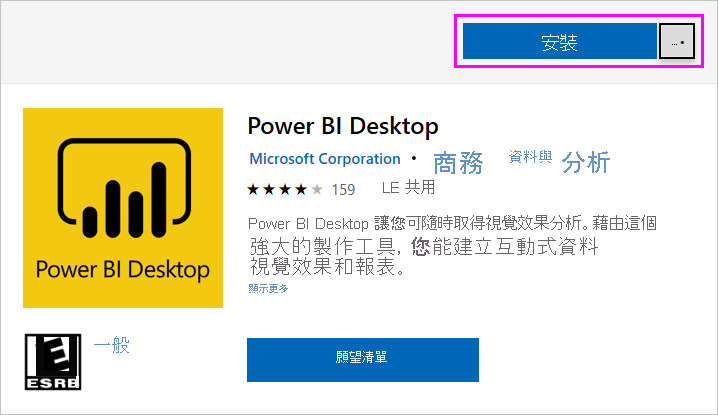 安裝
Power BI Desktop
Microsoft Corporation • 商務 資料與 分析
159 LE 共用
Power BI Desktop 讓您可隨時取得視覺效果分析。藉由這個
強大的製作工具，您能建立互動式資料
視覺效果和報表。
顯示更多
Power BI Desktop
E
ESRB
一般
願望清單